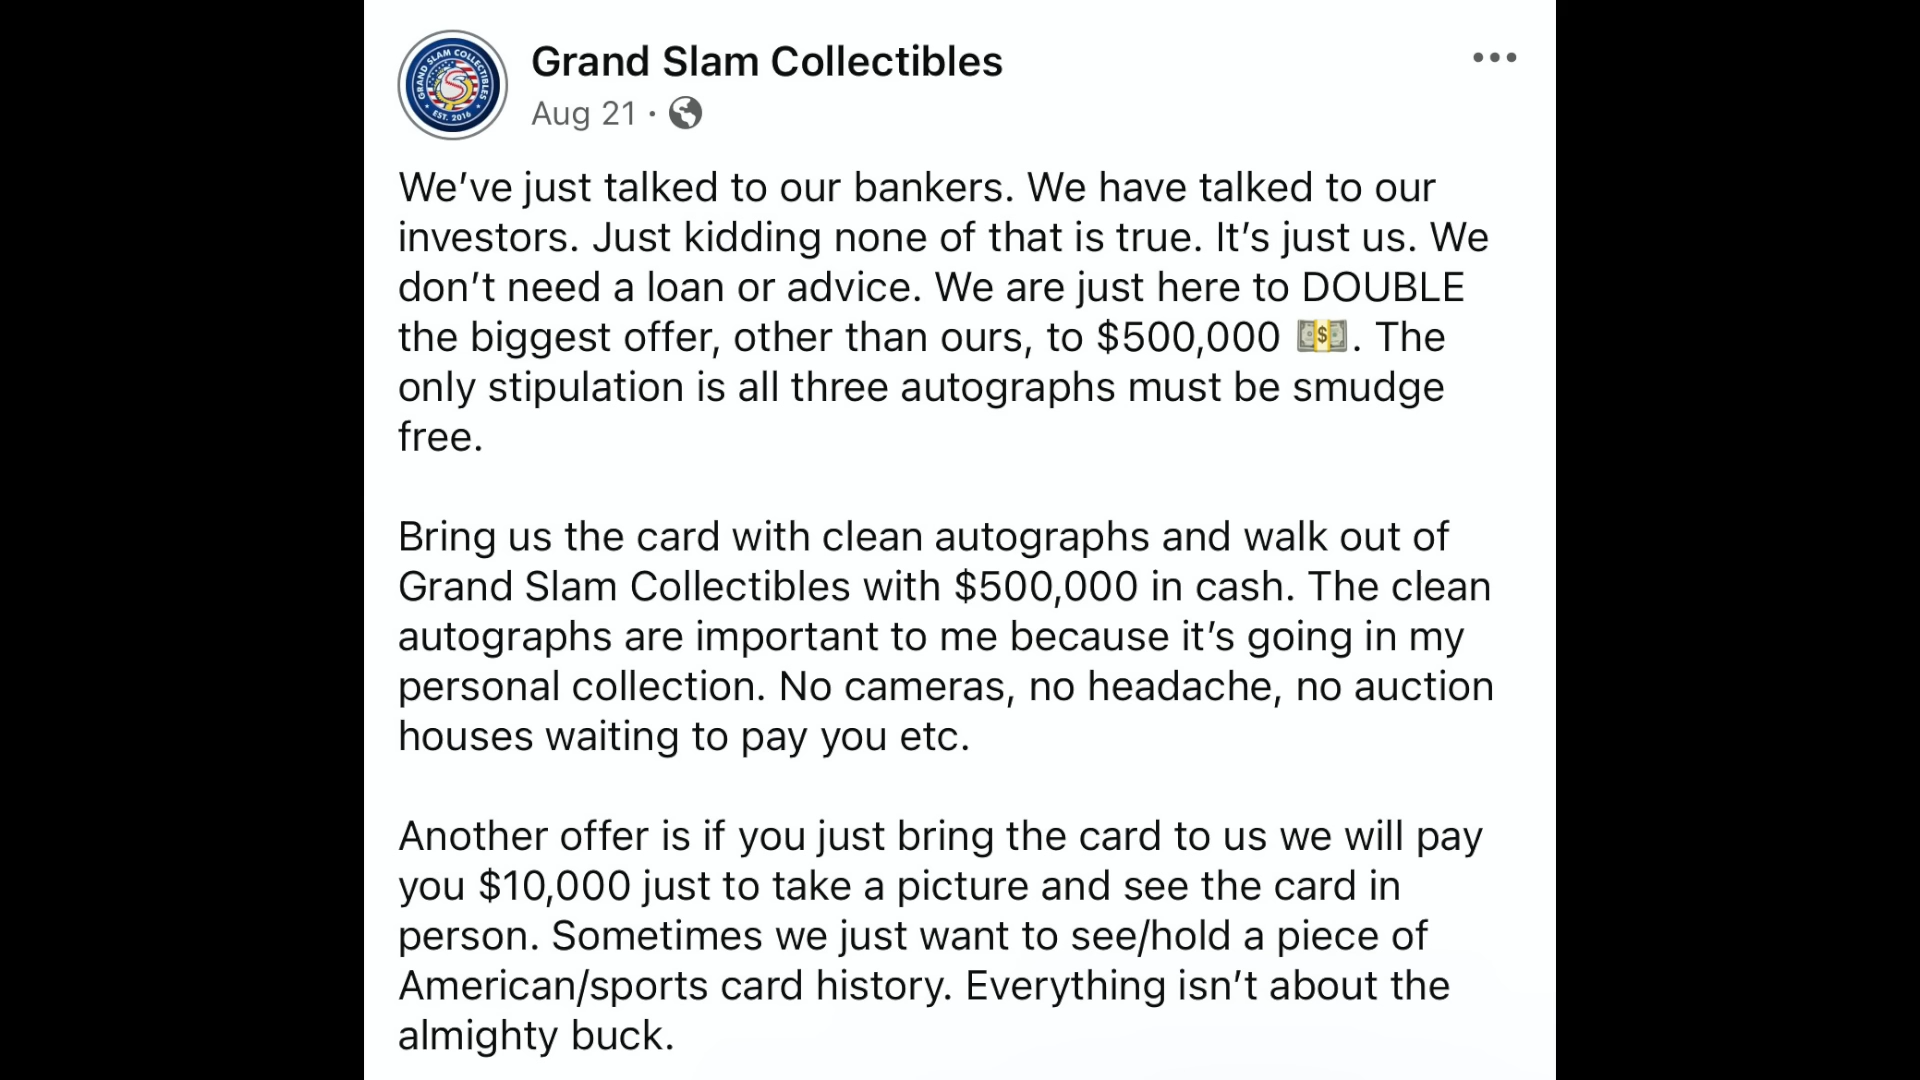 GRAND SLAM COLLECTIBLES
EST. 2016
Grand Slam Collectibles
Aug 21 ·
We’ve just talked to our bankers. We have talked to our
investors. Just kidding none of that is true. It’s just us. We
don’t need a loan or advice. We are just here to DOUBLE
the biggest offer, other than ours, to $500,000 💵. The
only stipulation is all three autographs must be smudge
free.
Bring us the card with clean autographs and walk out of
Grand Slam Collectibles with $500,000 in cash. The clean
autographs are important to me because it’s going in my
personal collection. No cameras, no headache, no auction
houses waiting to pay you etc.
Another offer is if you just bring the card to us we will pay
you $10,000 just to take a picture and see the card in
person. Sometimes we just want to see/hold a piece of
American/sports card history. Everything isn’t about the
almighty buck.